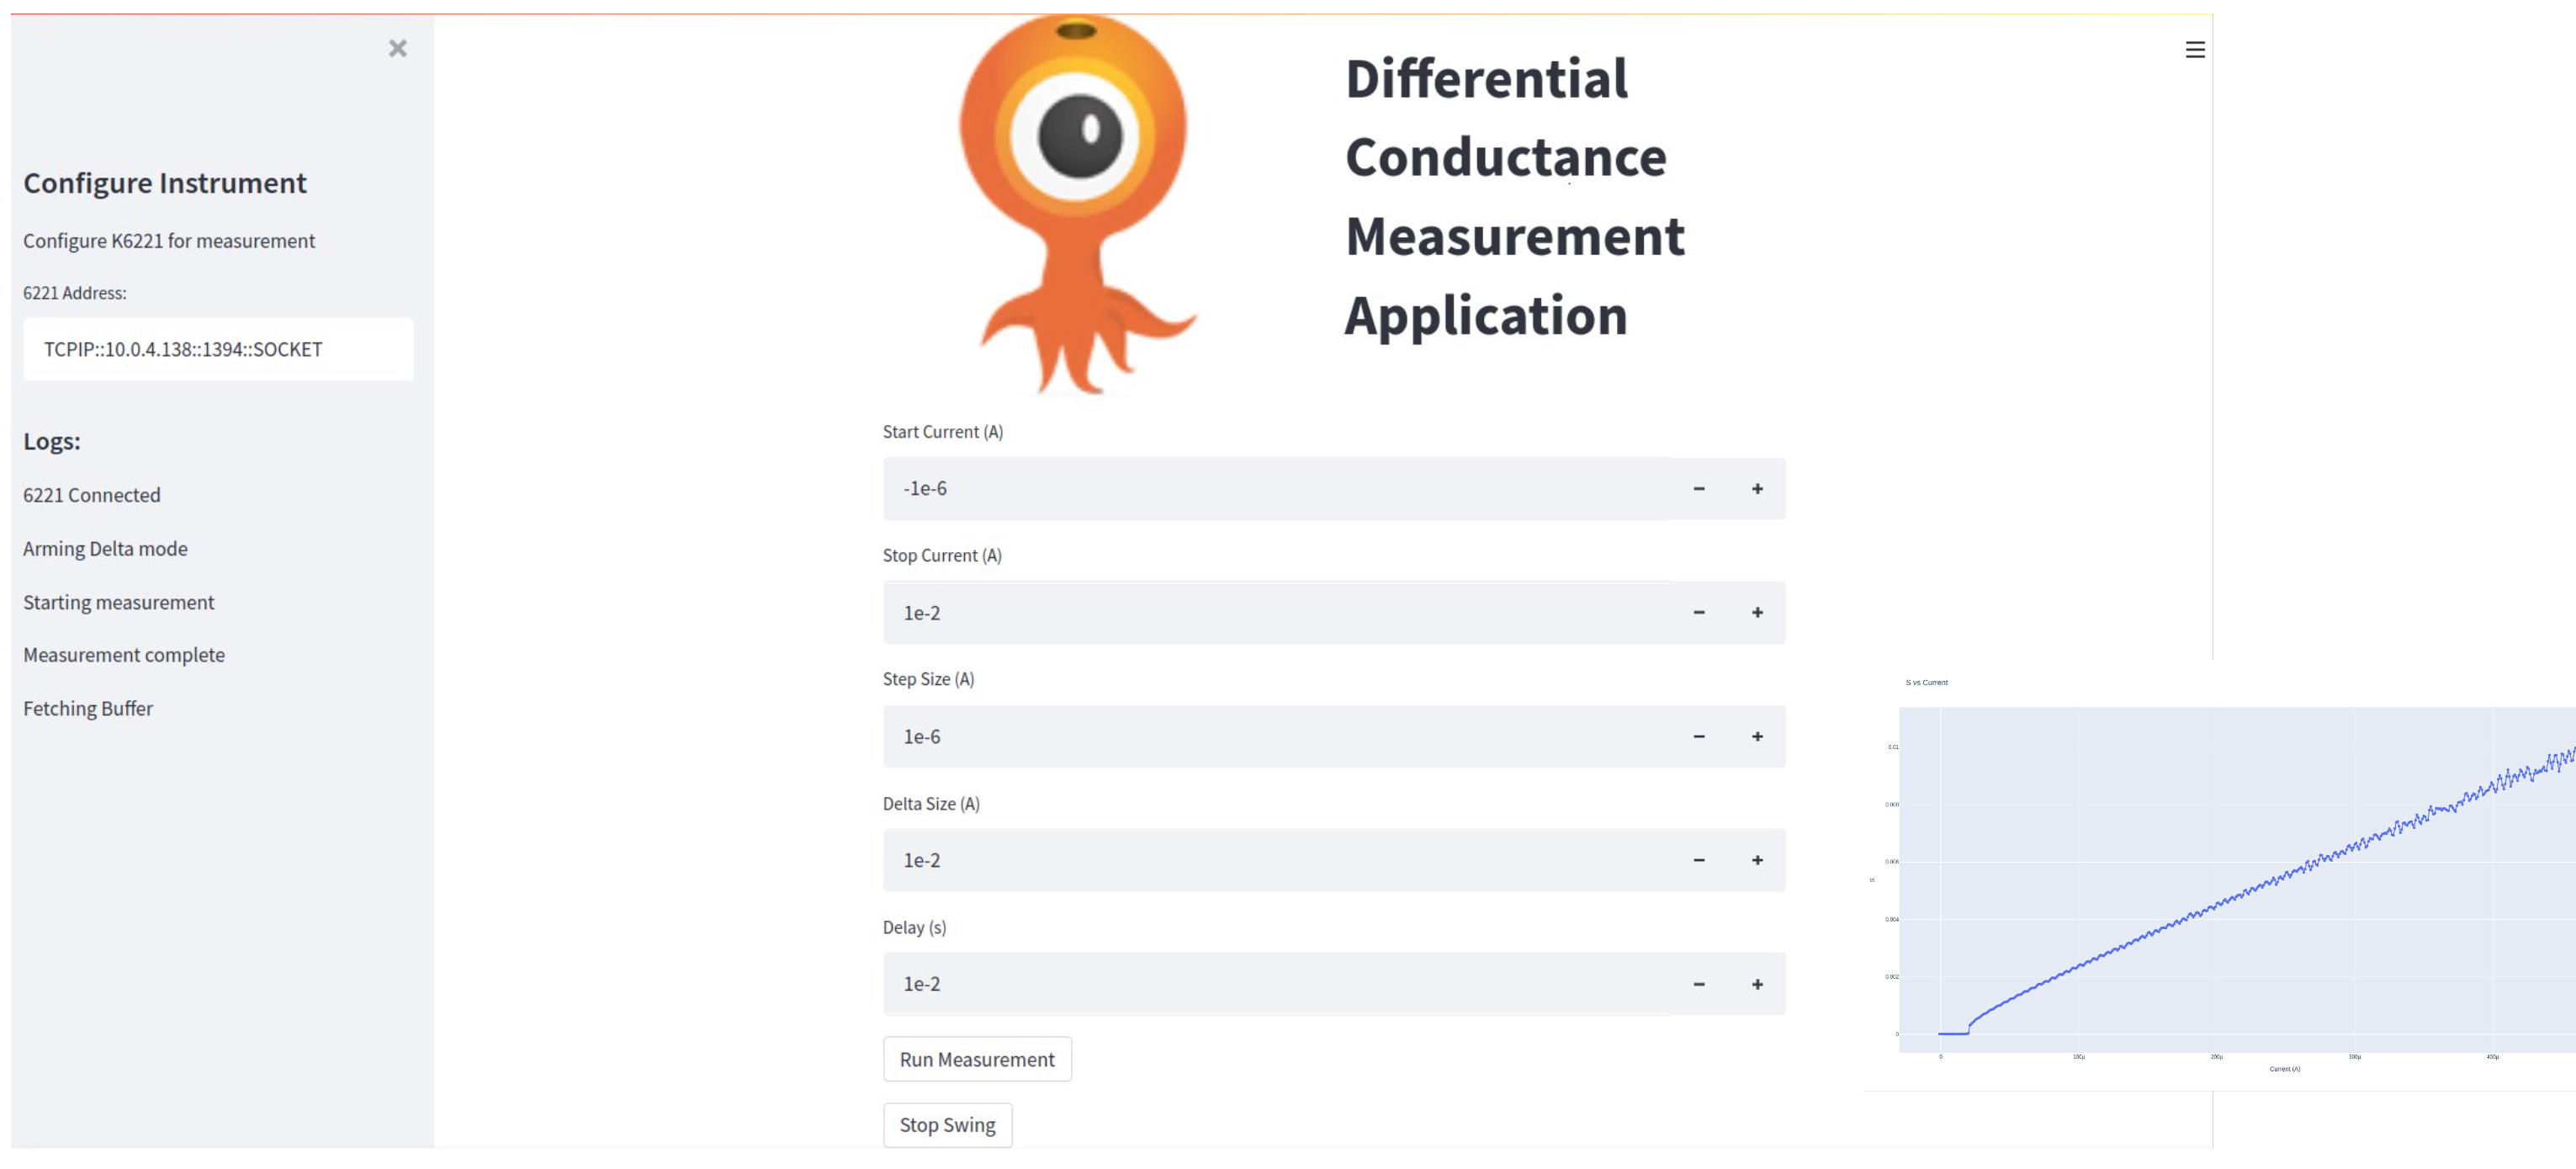 Differential
Conductance
Measurement
Application
Configure Instrument
Configure K6221 for measurement
6221 Address:
TCPIP::10.0.4.138::1394::SOCKET
Logs:
6221 Connected
Arming Delta mode
Starting measurement
Measurement complete
Fetching Buffer
Start Current (A)
-1e-6
Stop Current (A)
1e-2
Step Size (A)
1e-6
Delta Size (A)
1e-2
Delay (s)
1e-2
Run Measurement
Stop Swing
S vs Current
0.01
0.008
0.006
0.004
0.002
0
S
0
100μ
200μ
300μ
400μ
Current (A)